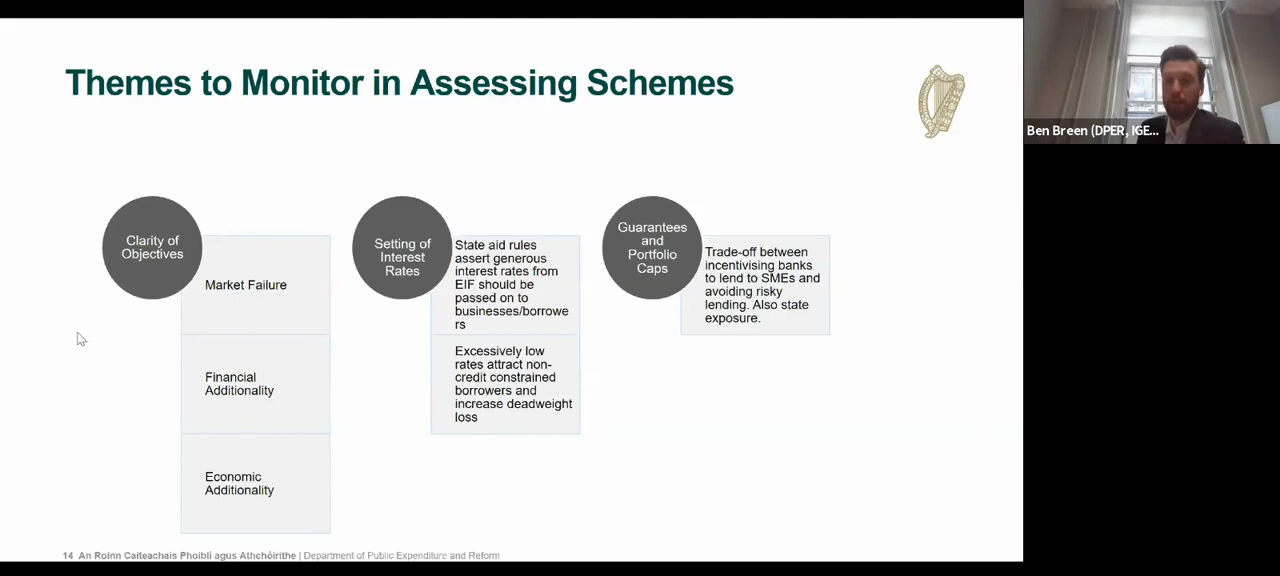 Themes to Monitor in Assessing Schemes
Clarity of
Objectives
Market Failure
Financial
Additionality
Economic
Additionality
Setting of
Interest
Rates
State aid rules
assert generous
interest rates from
EIF should be
passed on to
businesses/borrowe
rs
Excessively low
rates attract non-
credit constrained
borrowers and
increase deadweight
loss
Guarantees
and
Portfolio
Caps
Trade-off between
incentivising banks
to lend to SMEs and
avoiding risky
lending. Also state
exposure.
14 An Roinn Caiteachais Phoiblí agus Athchóirithe | Department of Public Expenditure and Reform
Ben Breen (DPER, IGE...